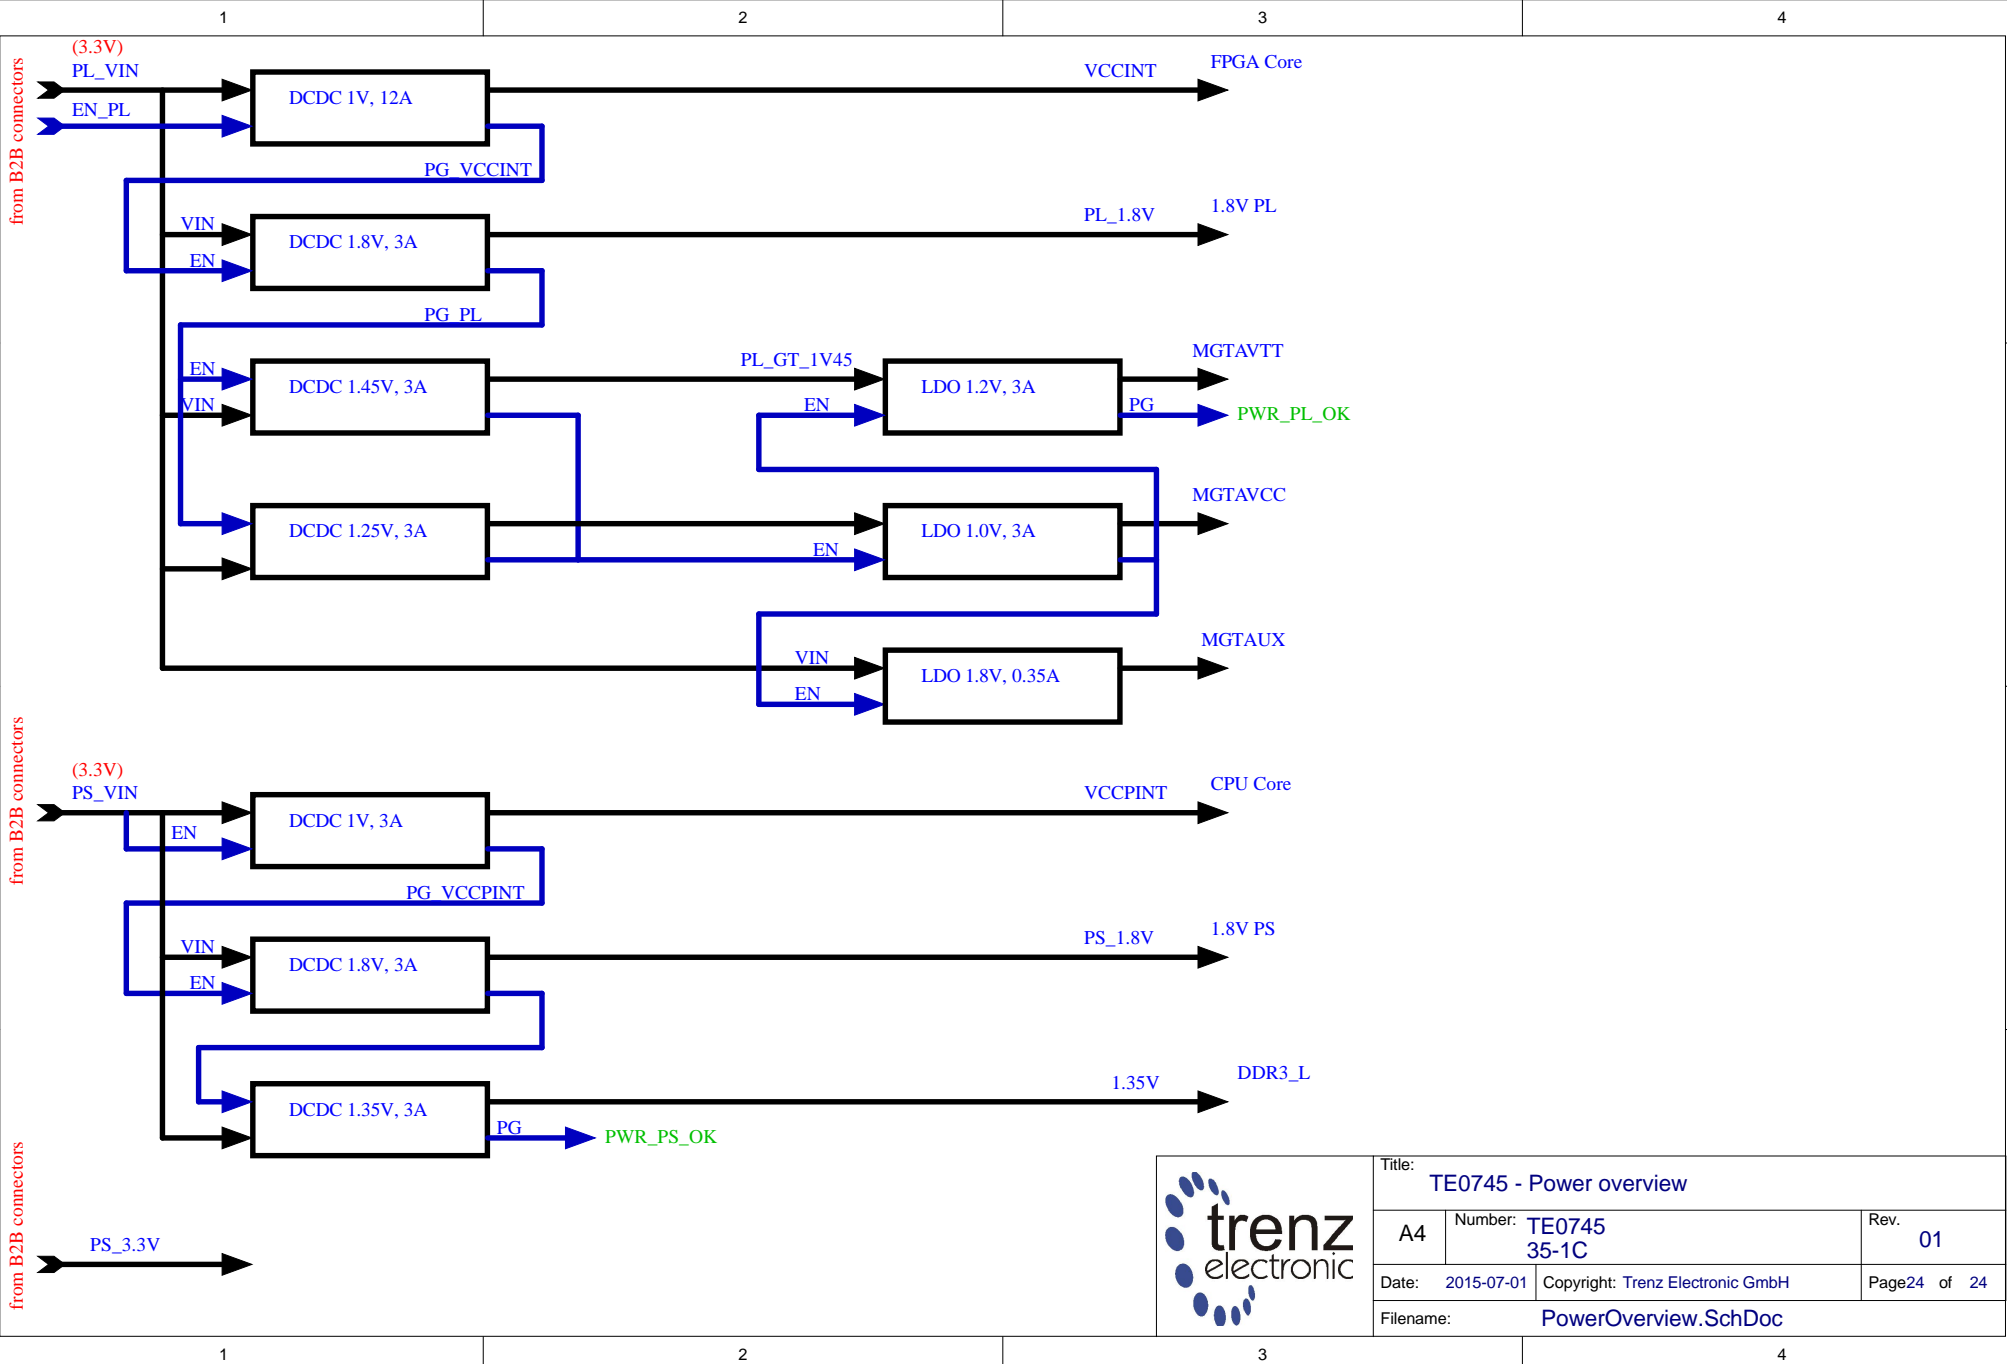 1 2 3 4
(3.3V)
PL_VIN
EN_PL
from B2B connectors
DCDC 1V, 12A
VCCINT
FPGA Core
PG_VCCINT
VIN
EN
DCDC 1.8V, 3A
PL_1.8V
1.8V PL
PG_PL
EN
VIN
DCDC 1.45V, 3A
PL_GT_1V45
EN
LDO 1.2V, 3A
MGTAVTT
PG
PWR_PL_OK
DCDC 1.25V, 3A
EN
LDO 1.0V, 3A
MGTAVCC
VIN
EN
LDO 1.8V, 0.35A
MGTAUX
from B2B connectors
(3.3V)
PS_VIN
EN
DCDC 1V, 3A
VCCPINT
CPU Core
PG_VCCPINT
VIN
EN
DCDC 1.8V, 3A
PS_1.8V
1.8V PS
DCDC 1.35V, 3A
1.35V
DDR3_L
PG
PWR_PS_OK
from B2B connectors
PS_3.3V
trenz
electronic
Title:
TE0745 - Power overview
A4
Number: TE0745
35-1C
Rev.
01
Date: 2015-07-01
Copyright: Trenz Electronic GmbH
Page24 of 24
Filename: PowerOverview.SchDoc
1 2 3 4